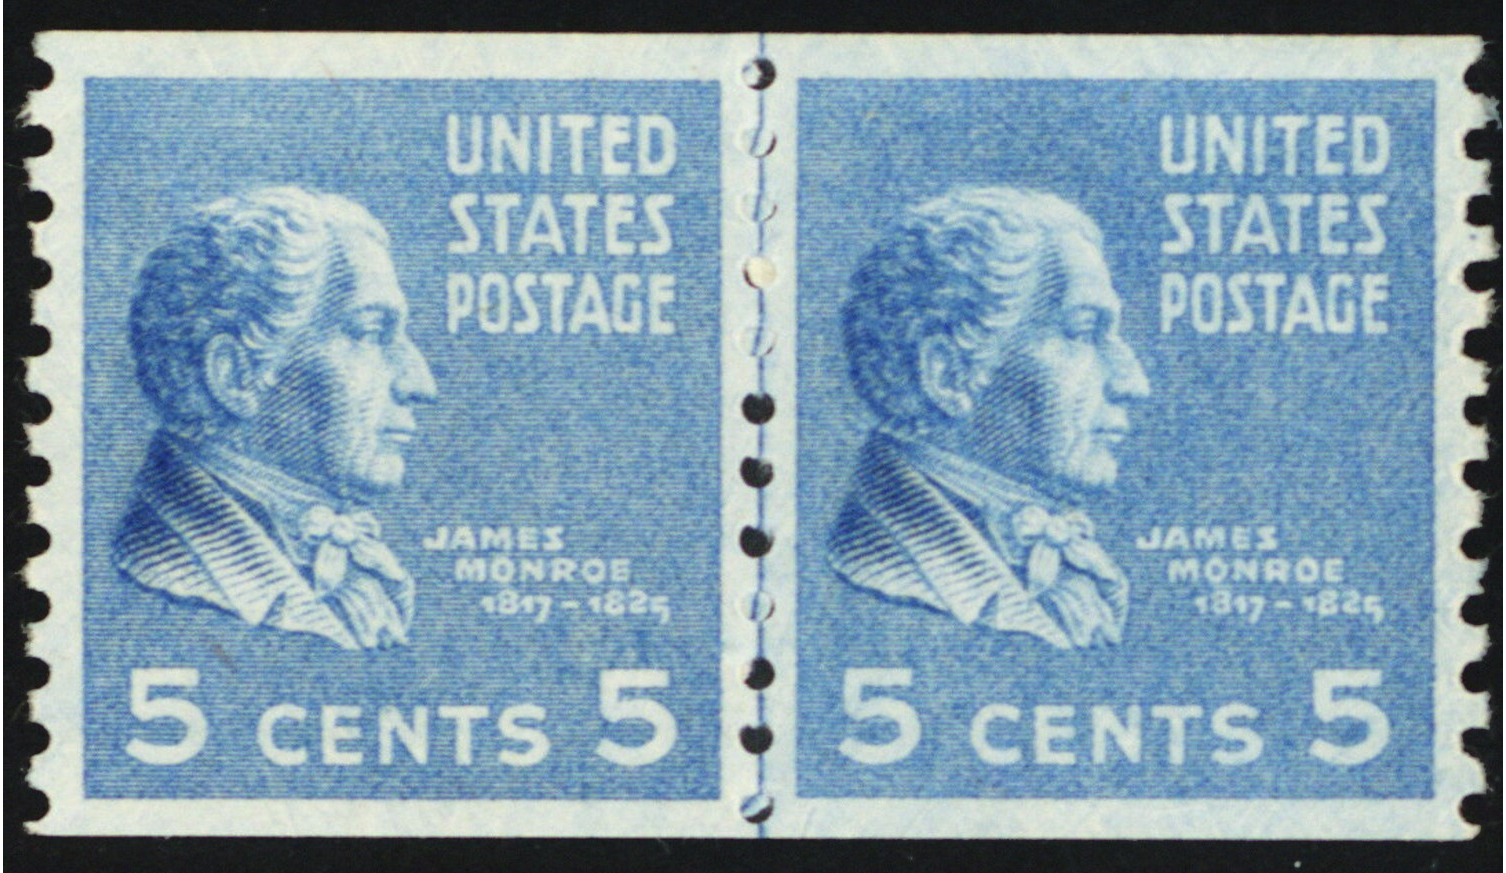 UNITED
STATES
POSTAGE
JAMES
MONROE
1817-1825
5 CENTS 5
UNITED
STATES
POSTAGE
JAMES
MONROE
1817-1825
5 CENTS 5